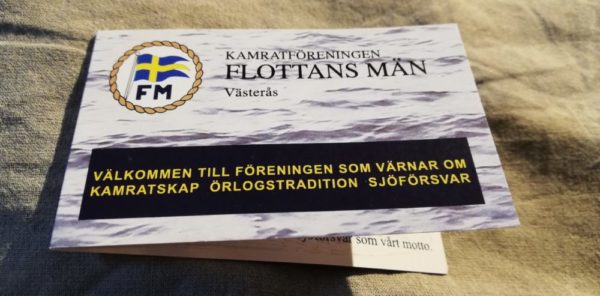 KAMRATFÖRENINGEN
FLOTTANS MÄN
Västerås
FM
VÄLKOMMEN TILL FÖRENINGEN SOM VÄRNAR OM
KAMRATSKAP ÖRLOGSTRADITION SJÖFÖRSVAR
som vårt motto.